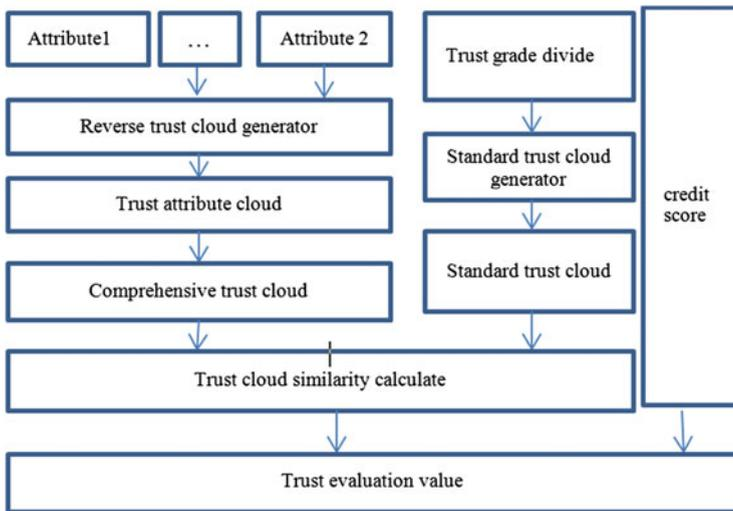 Attribute1
...
Attribute 2
Reverse trust cloud generator
Trust attribute cloud
Comprehensive trust cloud
Trust grade divide
Standard trust cloud
generator
Standard trust cloud
credit
score
Trust cloud similarity calculate
Trust evaluation value